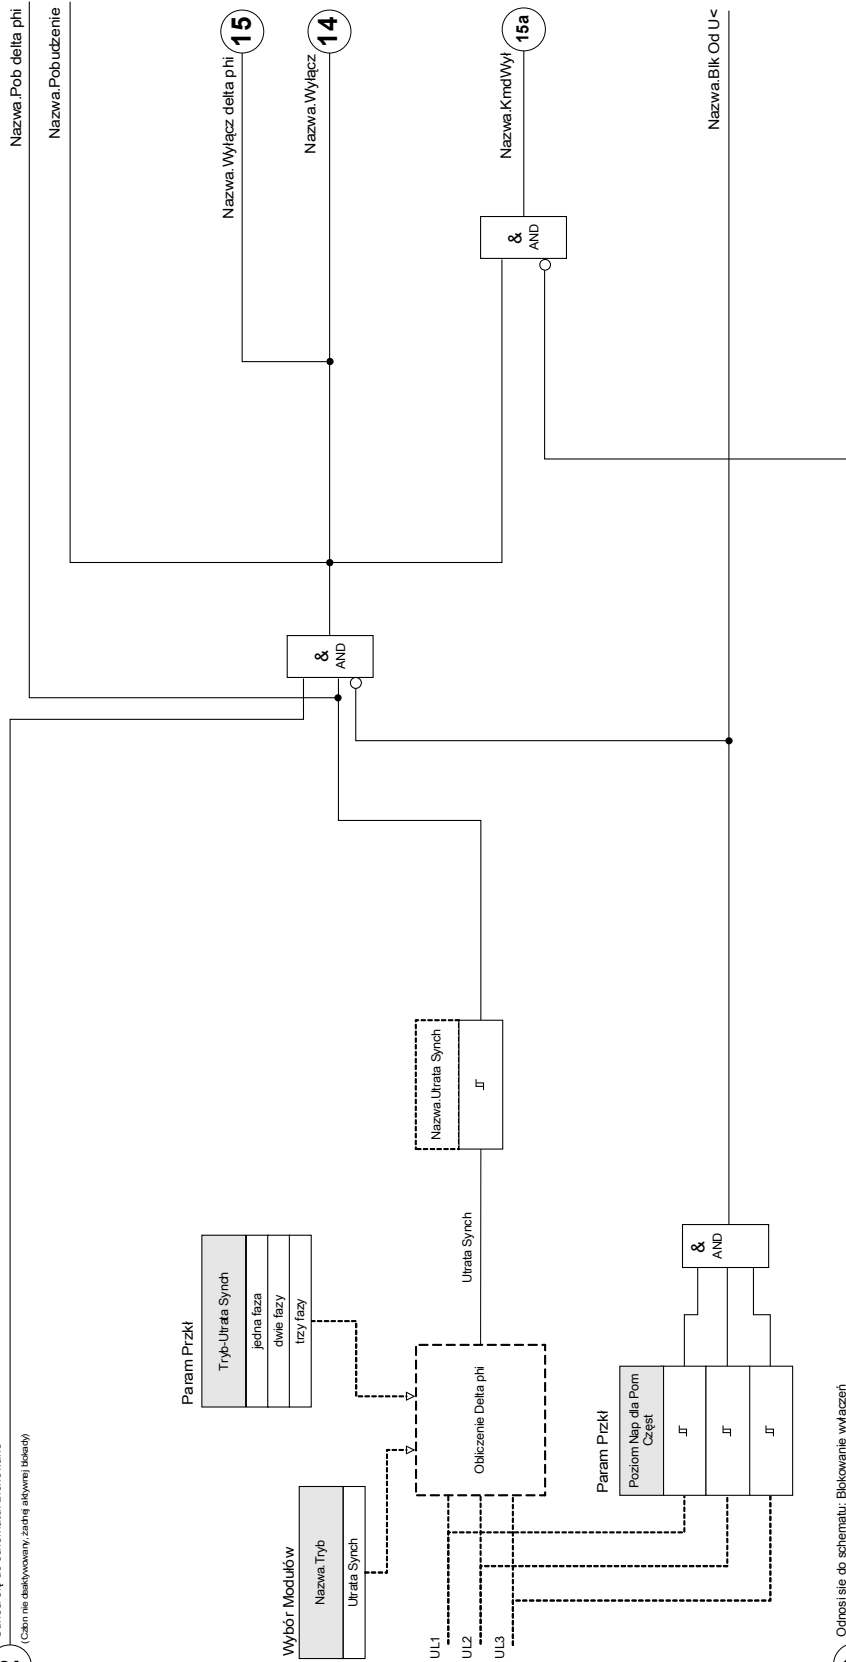 Nazwa.Pob delta phi
Nazwa.Pobudzenie
Nazwa.Wyłącz delta phi
15
Nazwa.Wyłącz
14
Nazwa.KmdWył
15a
Nazwa.Blk Od U<
&
AND
&
AND
(Człon nie deaktywowany, żadnej aktywnej blokady)
Param Przkł
Tryb-Utrata Synch
jedna faza
dwie fazy
trzy fazy
Wybór Modułów
Nazwa.Tryb
Utrata Synch
Obliczenie Delta phi
Utrata Synch
Nazwa.Utrata Synch
UL1
UL2
UL3
Param Przkł
Poziom Nap dla Pom
Częst
&
AND
Odnosi sie do schematu: Blokowanie wyłaczeń